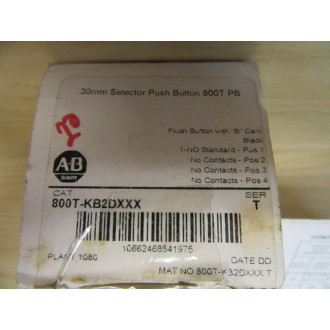 30mm Selector Push Button 800T PB
Flush Button with "B" Cam
Black
1-NO Standard - Pos 1
No Contacts - Pos 2
No Contacts - Pos 3
No Contacts - Pos 4
AB
CAT
SER
800T-KB2DXXX
T
10662468541975
PLANT 1080
DATE DD
MAT NO 800T-KB2DXXX T